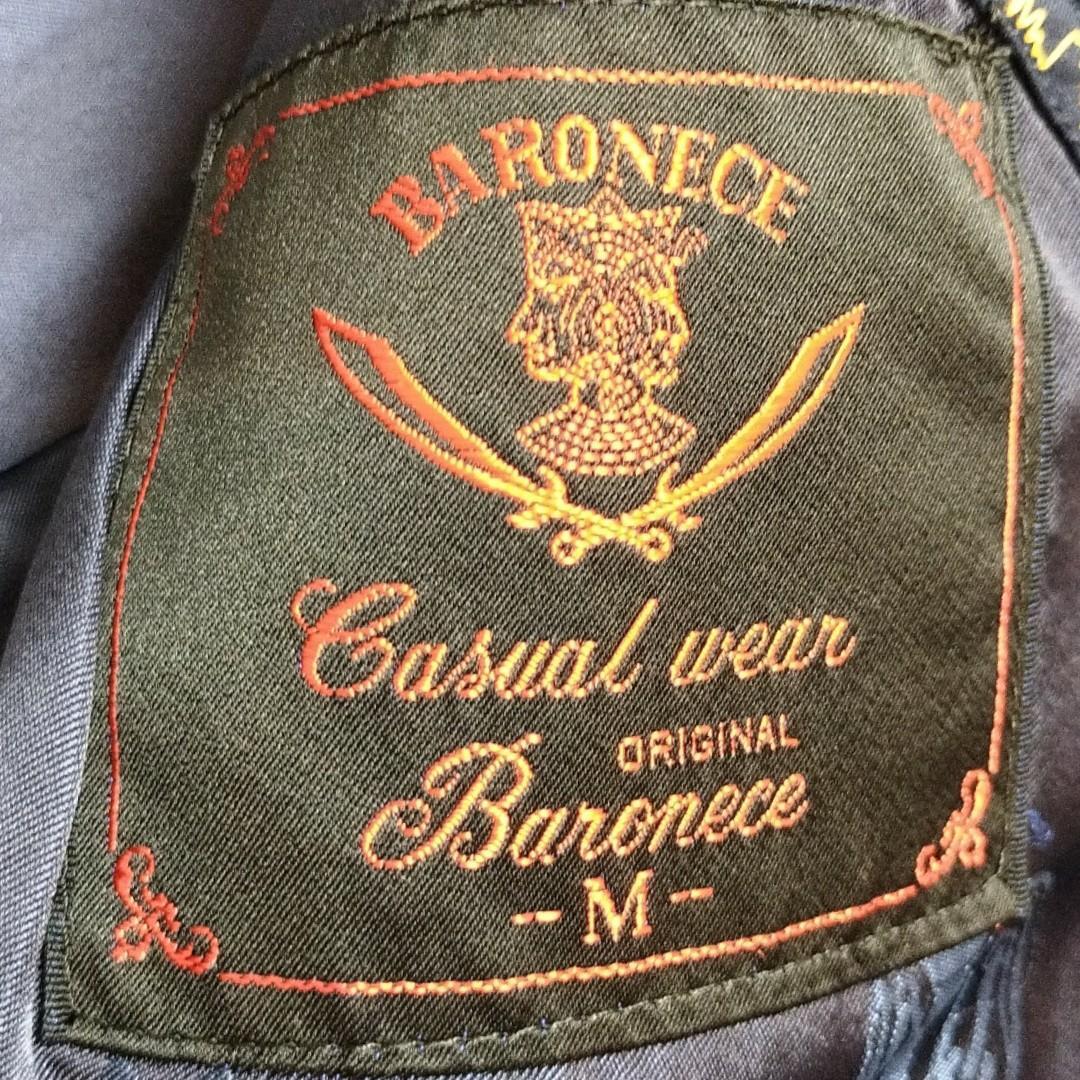 BARONECE
Casual wear
ORIGINAL
Baronece
-- M --